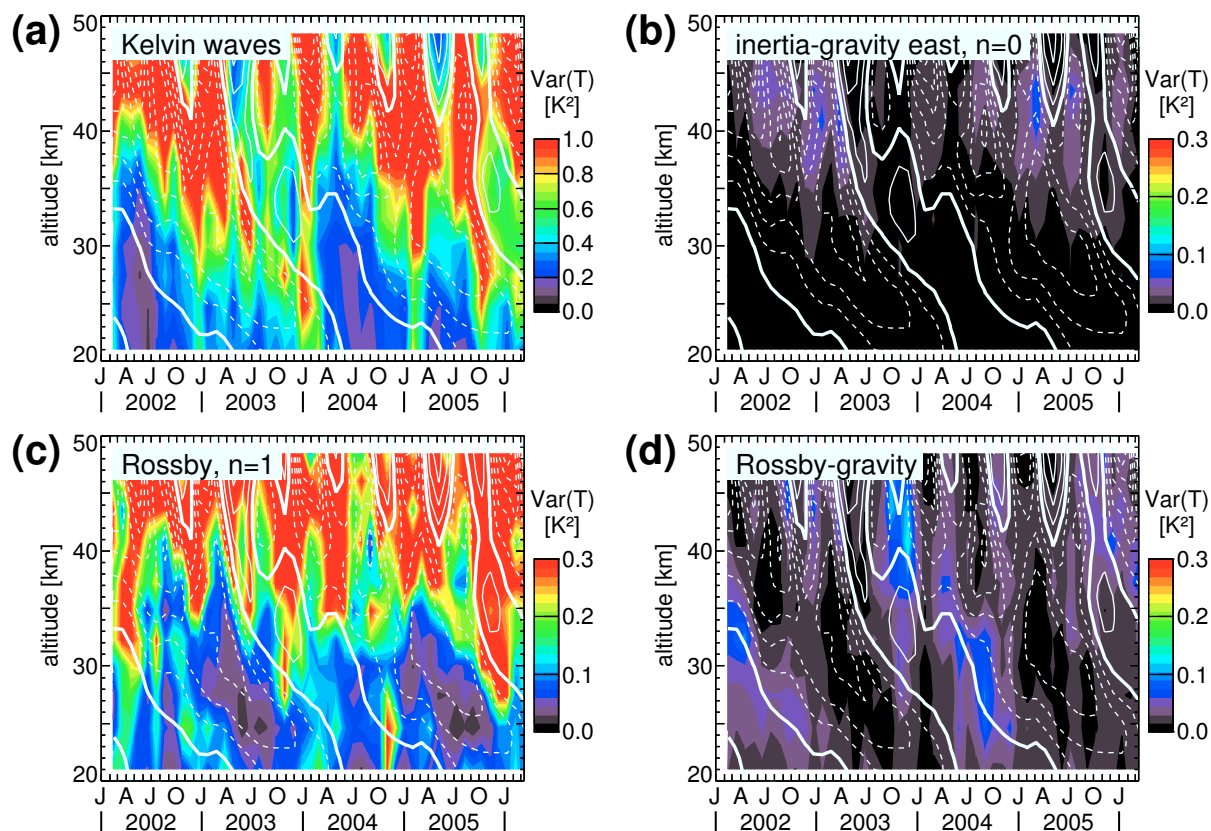 (a)
Kelvin waves
50
40
30
20
altitude [km]
Var(T)
[K²]
1.0
0.8
0.6
0.4
0.2
0.0
J A J O J A J O J A J O J A J O J
| 2002 | 2003 | 2004 | 2005 |
(b)
inertia-gravity east, n=0
50
40
30
20
altitude [km]
Var(T)
[K²]
0.3
0.2
0.1
0.0
J A J O J A J O J A J O J A J O J
| 2002 | 2003 | 2004 | 2005 |
(c)
Rossby, n=1
50
40
30
20
altitude [km]
Var(T)
[K²]
0.3
0.2
0.1
0.0
J A J O J A J O J A J O J A J O J
| 2002 | 2003 | 2004 | 2005 |
(d)
Rossby-gravity
50
40
30
20
altitude [km]
Var(T)
[K²]
0.3
0.2
0.1
0.0
J A J O J A J O J A J O J A J O J
| 2002 | 2003 | 2004 | 2005 |